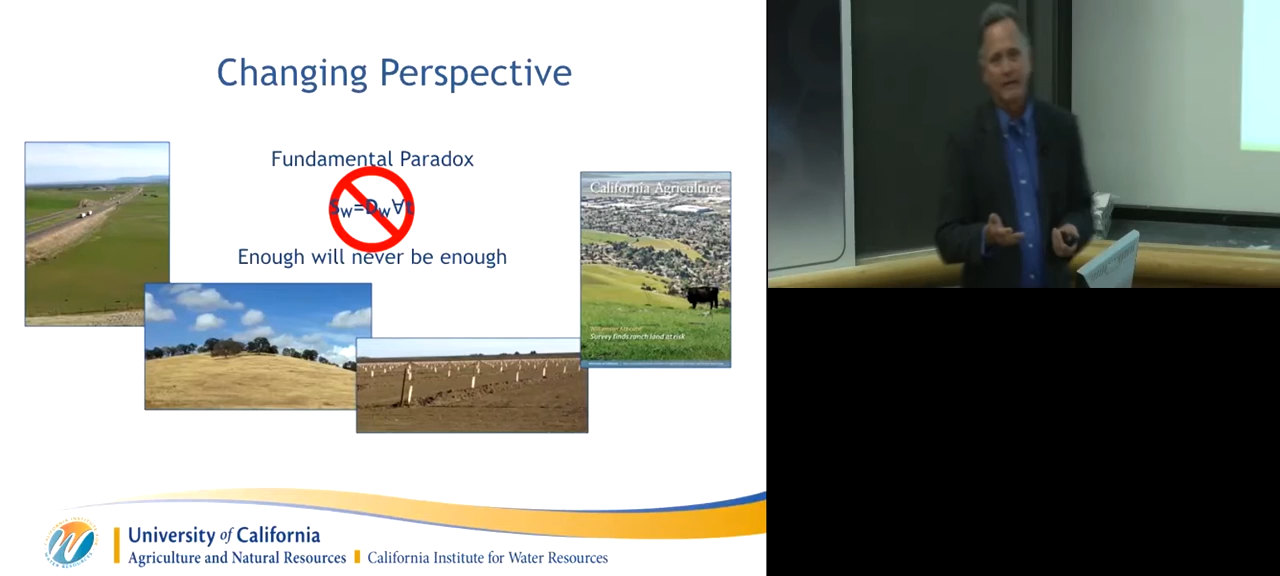 Changing Perspective
Fundamental Paradox
Sw=Dw∀t
Enough will never be enough
California Agriculture
Survey finds ranch land at risk
University of California
Agriculture and Natural Resources
California Institute for Water Resources